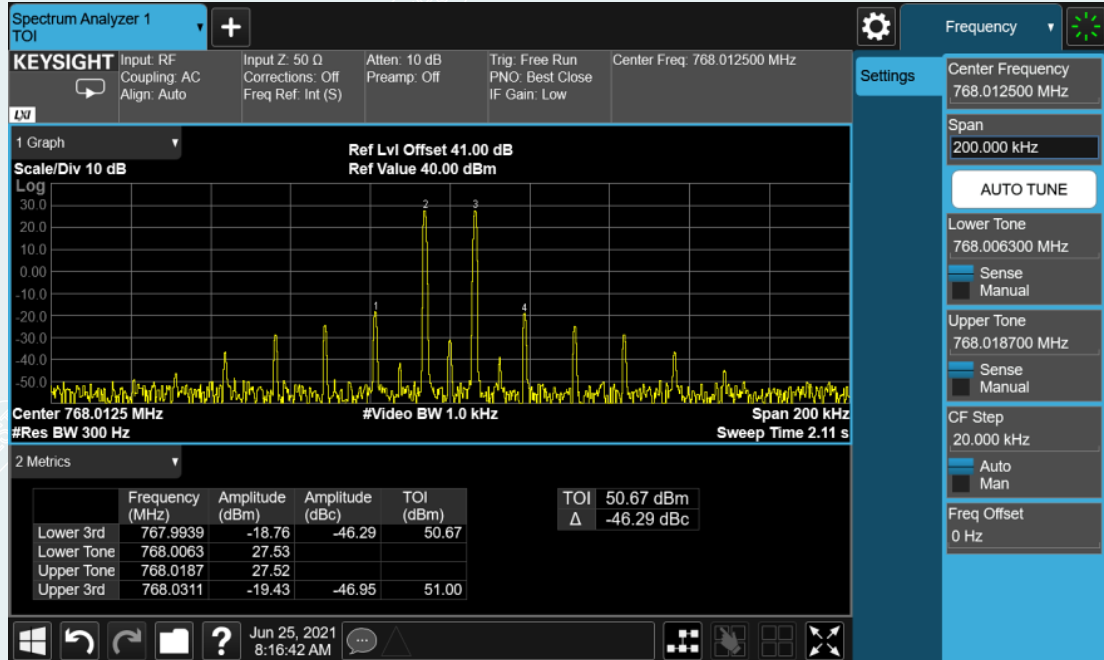 Spectrum Analyzer 1
TOI
+
Frequency
KEYSIGHT
LXI
Input: RF
Coupling: AC
Align: Auto
Input Z: 50 Ω
Corrections: Off
Freq Ref: Int (S)
Atten: 10 dB
Preamp: Off
Trig: Free Run
PNO: Best Close
IF Gain: Low
Center Freq: 768.012500 MHz
Settings
1 Graph
Scale/Div 10 dB
Ref Lvl Offset 41.00 dB
Ref Value 40.00 dBm
Log
30.0
20.0
10.0
0.00
-10.0
-20.0
-30.0
-40.0
-50.0
1
2
3
4
Center 768.0125 MHz
#Video BW 1.0 kHz
Span 200 kHz
#Res BW 300 Hz
Sweep Time 2.11 s
2 Metrics
Frequency (MHz) Amplitude (dBm) Amplitude (dBc) TOI (dBm)
Lower 3rd 767.9939 -18.76 -46.29 50.67
Lower Tone 768.0063 27.53
Upper Tone 768.0187 27.52
Upper 3rd 768.0311 -19.43 -46.95 51.00
TOI 50.67 dBm
Δ -46.29 dBc
Center Frequency
768.012500 MHz
Span
200.000 kHz
AUTO TUNE
Lower Tone
768.006300 MHz
Sense
Manual
Upper Tone
768.018700 MHz
Sense
Manual
CF Step
20.000 kHz
Auto
Man
Freq Offset
0 Hz
?
Jun 25, 2021
8:16:42 AM